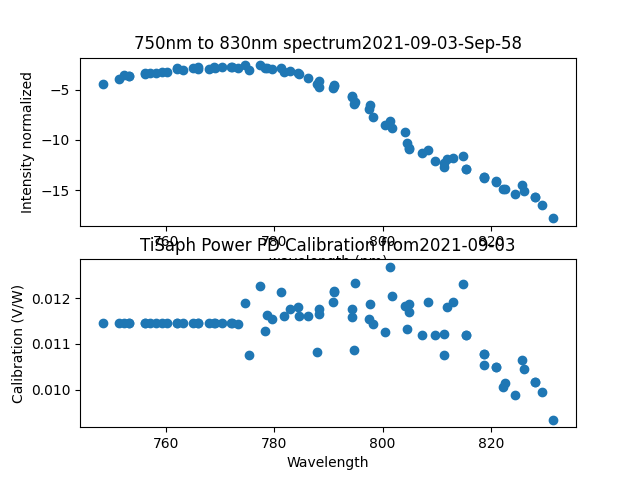 750nm to 830nm spectrum2021-09-03-Sep-58
Intensity normalized
−5
−10
−15
760
780
800
820
wavelength (nm)
TiSaph Power PD Calibration from2021-09-03
Calibration (V/W)
0.012
0.011
0.010
760
780
800
820
Wavelength